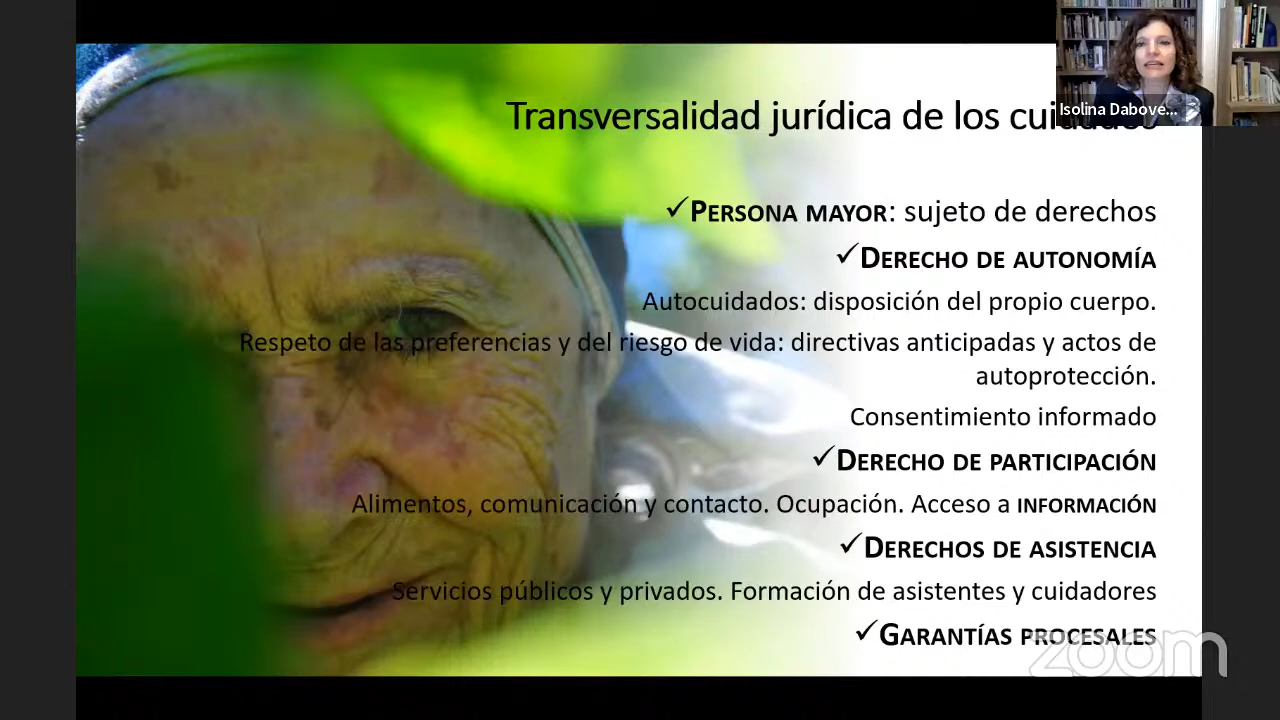 Isolina Dabove...
Transversalidad jurídica de los cuidados
✓PERSONA MAYOR: sujeto de derechos
✓DERECHO DE AUTONOMÍA
Autocuidados: disposición del propio cuerpo.
Respeto de las preferencias y del riesgo de vida: directivas anticipadas y actos de
autoprotección.
Consentimiento informado
✓DERECHO DE PARTICIPACIÓN
Alimentos, comunicación y contacto. Ocupación. Acceso a INFORMACIÓN
✓DERECHOS DE ASISTENCIA
Servicios públicos y privados. Formación de asistentes y cuidadores
✓GARANTÍAS PROCESALES
zoom